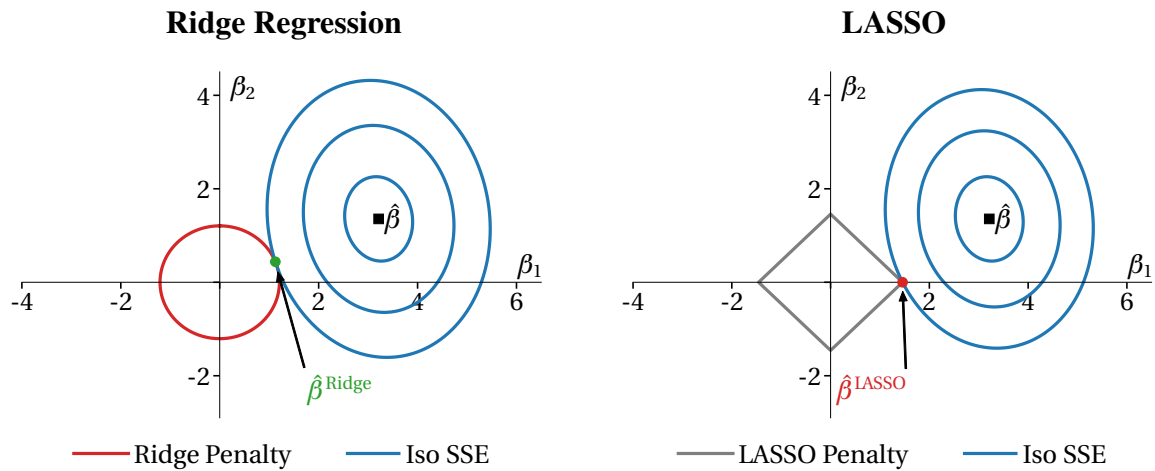 Ridge Regression
β₂
4
2
β̂
β₁
-4
2
4
6
-2
β̂ Ridge
Ridge Penalty
Iso SSE
LASSO
β₂
4
2
β̂
β₁
-4
-2
2
4
6
-2
β̂ LASSO
LASSO Penalty
Iso SSE